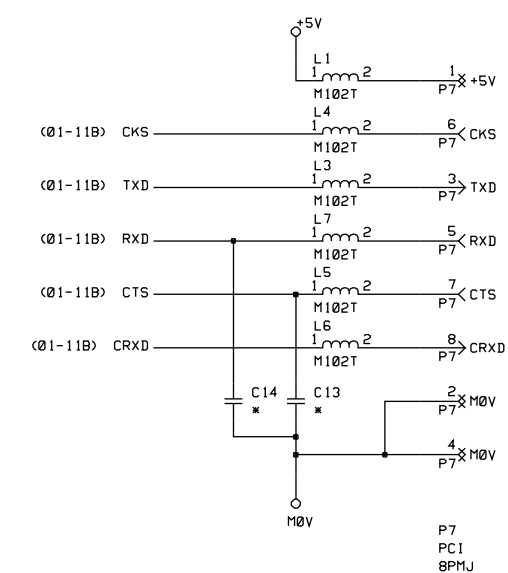 +5V
L1
1 2 1 +5V
M102T P7
L4
(01-11B) CKS 1 2 6 CKS
M102T P7
L3
(01-11B) TXD 1 2 3 TXD
M102T P7
L7
(01-11B) RXD 1 2 5 RXD
M102T P7
L5
(01-11B) CTS 1 2 7 CTS
M102T P7
L6
(01-11B) CRXD 1 2 8 CRXD
M102T P7
C14 C13 2 M0V
* * P7
4 M0V
P7
M0V
P7
PCI
8PMJ